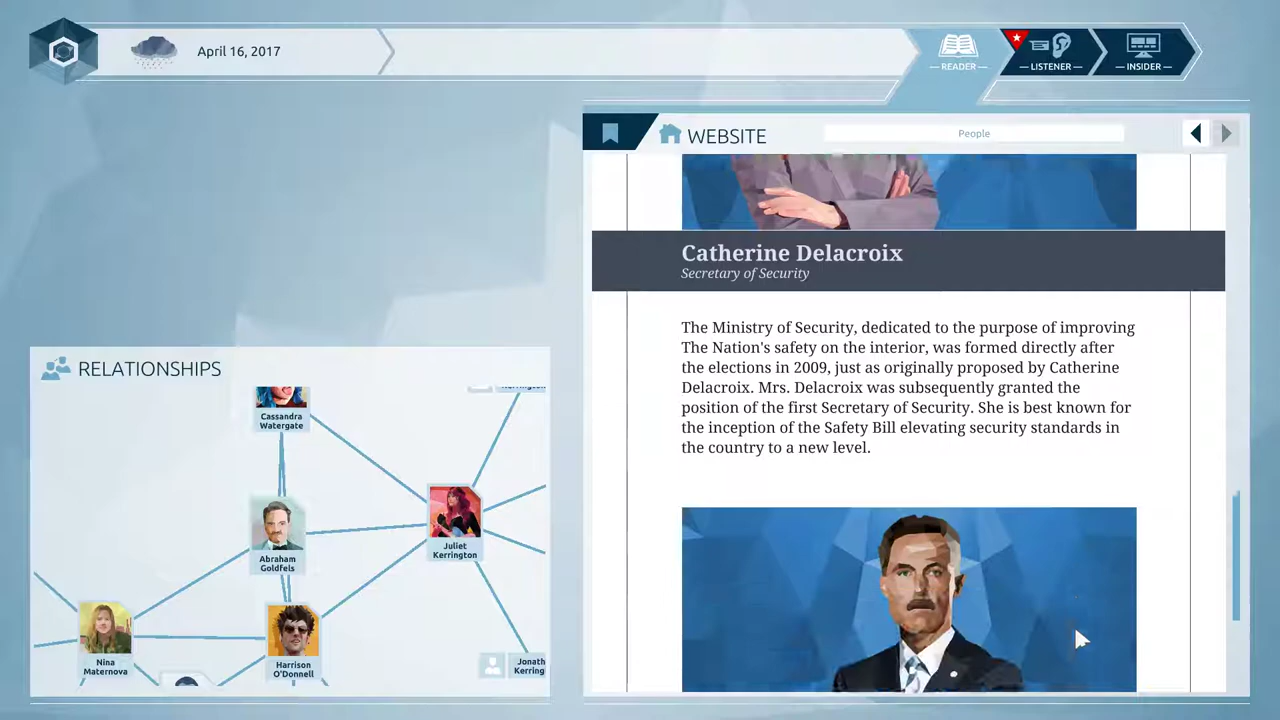 April 16, 2017
— READER —
— LISTENER —
— INSIDER —
WEBSITE
People
Catherine Delacroix
Secretary of Security
The Ministry of Security, dedicated to the purpose of improving
The Nation's safety on the interior, was formed directly after
the elections in 2009, just as originally proposed by Catherine
Delacroix. Mrs. Delacroix was subsequently granted the
position of the first Secretary of Security. She is best known for
the inception of the Safety Bill elevating security standards in
the country to a new level.
RELATIONSHIPS
Cassandra
Watergate
Abraham
Goldfels
Juliet
Kerrington
Nina
Maternova
Harrison
O'Donnell
Jonath
Kerring